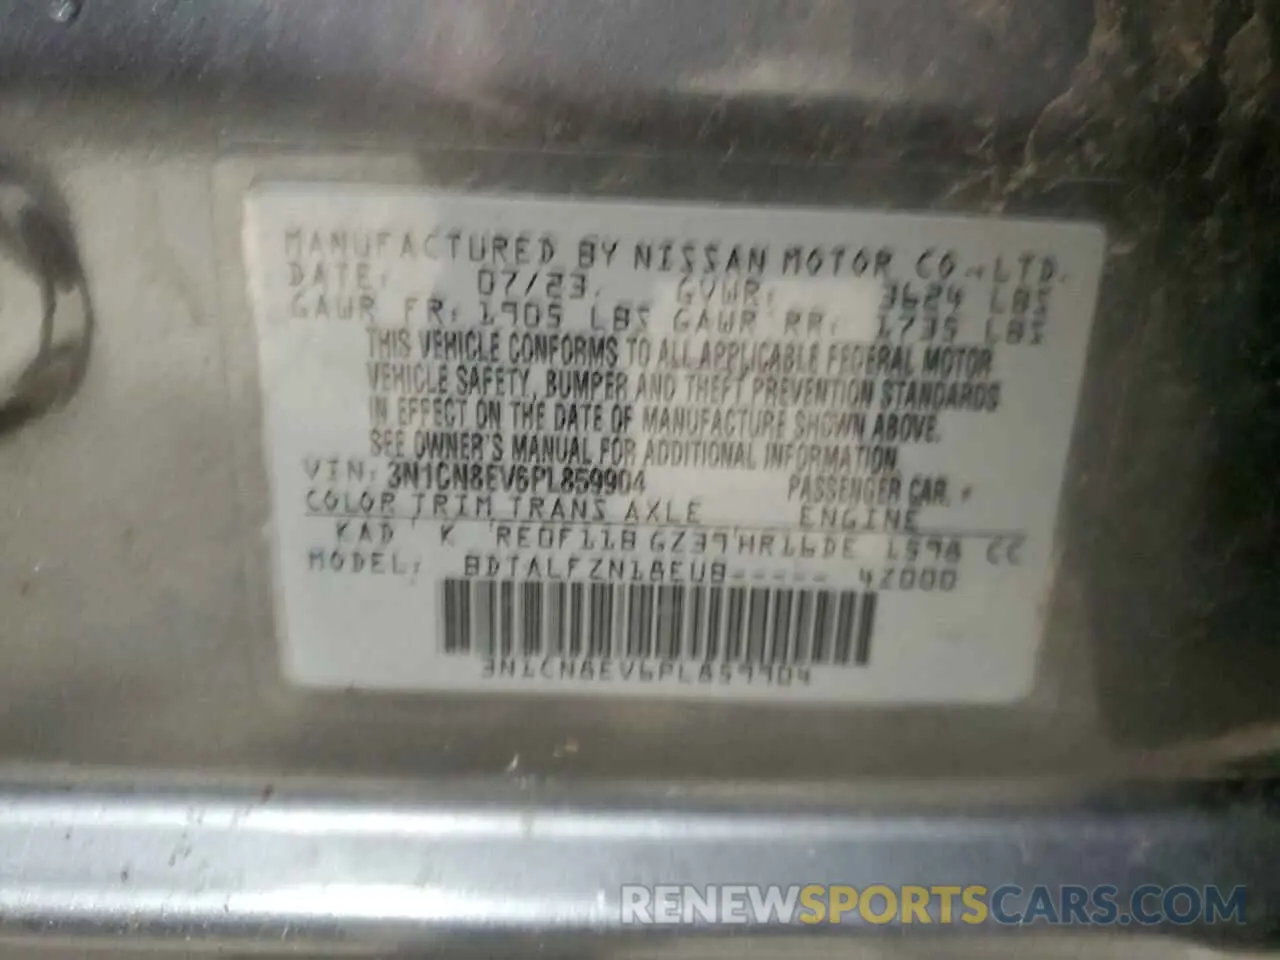 MANUFACTURED BY NISSAN MOTOR CO., LTD.
DATE: 07/23. GVWR: 3624 LBS
GAWR FR: 1905 LBS GAWR RR: 1735 LBS
THIS VEHICLE CONFORMS TO ALL APPLICABLE FEDERAL MOTOR
VEHICLE SAFETY, BUMPER AND THEFT PREVENTION STANDARDS
IN EFFECT ON THE DATE OF MANUFACTURE SHOWN ABOVE.
SEE OWNER'S MANUAL FOR ADDITIONAL INFORMATION.
VIN: 3N1CN8EV6PL859904 PASSENGER CAR.
COLOR TRIM TRANS AXLE ENGINE
KAD K RE0F11B GZ39 HR16DE 1598 CC
MODEL: BDTALFZN18EUB----- 4Z000
3N1CN8EV6PL859904
RENEWSPORTSCARS.COM